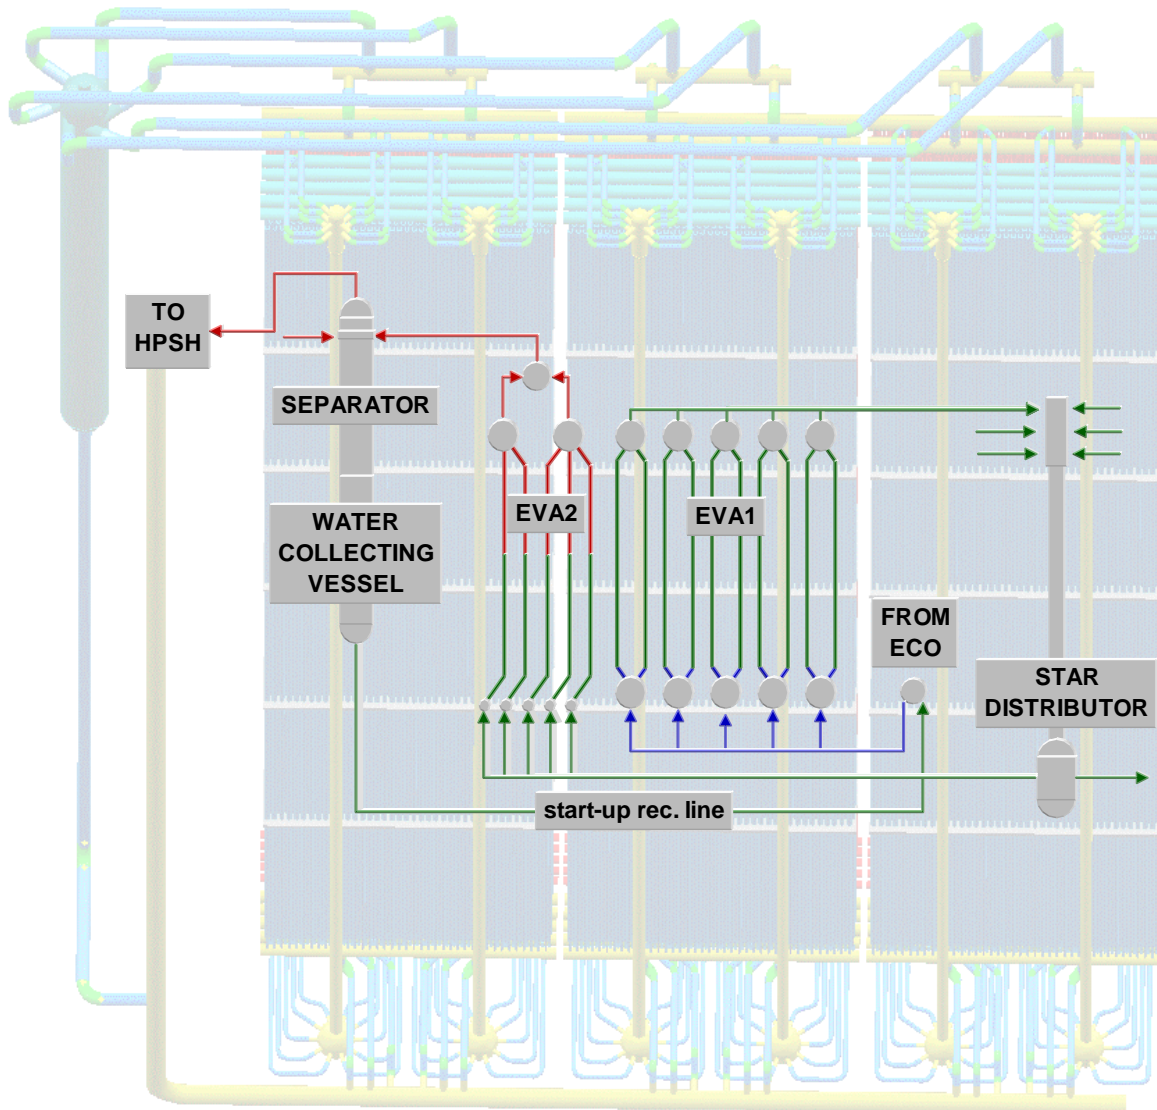 TO
HPSH
SEPARATOR
EVA2
EVA1
WATER
COLLECTING
VESSEL
FROM
ECO
STAR
DISTRIBUTOR
start-up rec. line